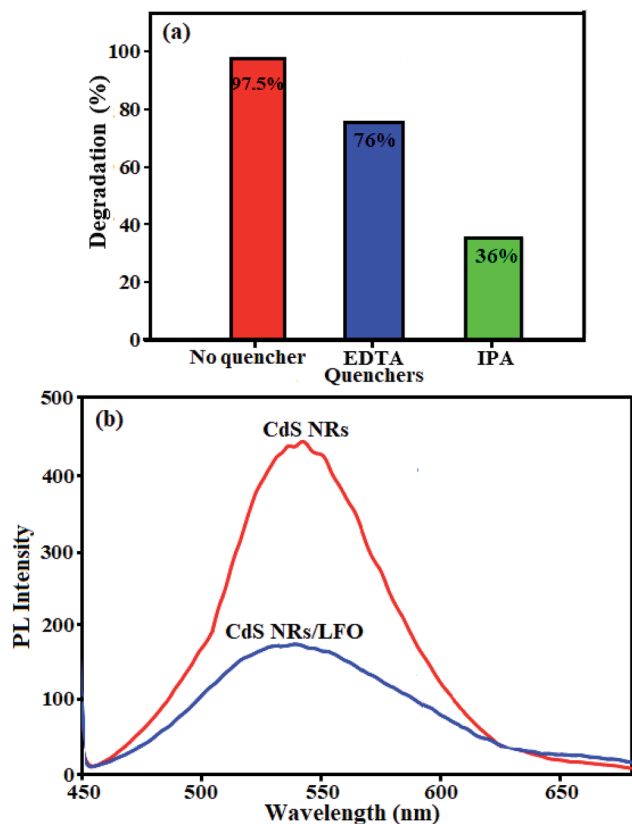 (a)
Degradation (%)
100
80
60
40
20
0
97.5%
76%
36%
No quencher EDTA IPA
Quenchers
(b)
PL Intensity
500
400
300
200
100
0
CdS NRs
CdS NRs/LFO
450 500 550 600 650
Wavelength (nm)